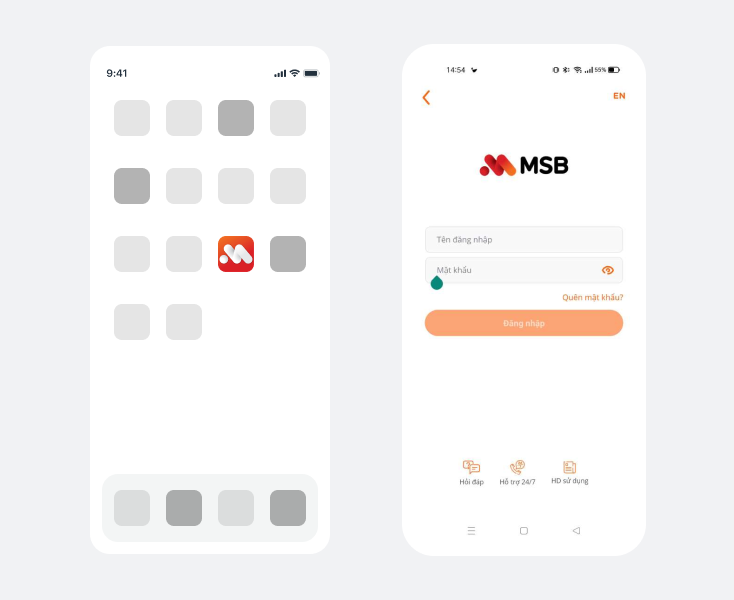 9:41
14:54
55%
EN
MSB
Tên đăng nhập
Mật khẩu
Quên mật khẩu?
Đăng nhập
Hỏi đáp
Hỗ trợ 24/7
HD sử dụng